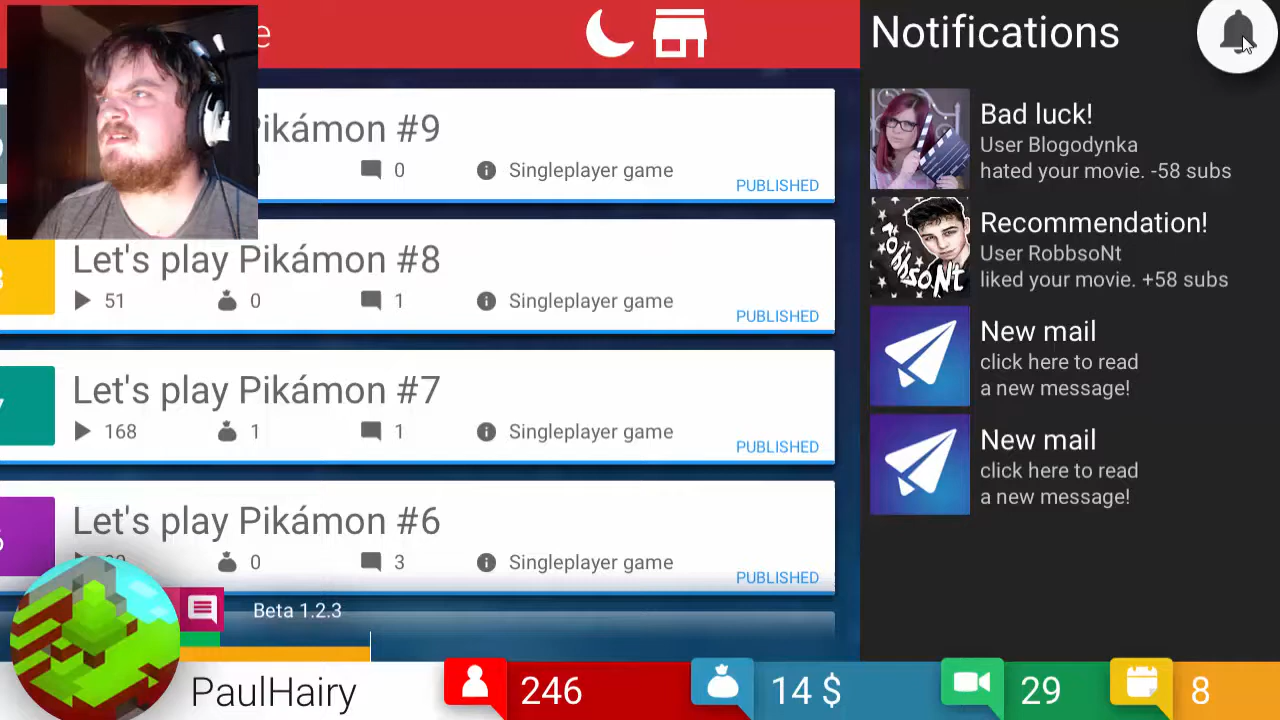 e
Notifications
Pikámon #9
0
Singleplayer game
PUBLISHED
Let's play Pikámon #8
51
0
1
Singleplayer game
PUBLISHED
Let's play Pikámon #7
168
1
1
Singleplayer game
PUBLISHED
Let's play Pikámon #6
0
3
Singleplayer game
PUBLISHED
Bad luck!
User Blogodynka
hated your movie. -58 subs
Recommendation!
User RobbsoNt
liked your movie. +58 subs
robbsoNt
New mail
click here to read
a new message!
New mail
click here to read
a new message!
Beta 1.2.3
PaulHairy
246
14 $
29
8